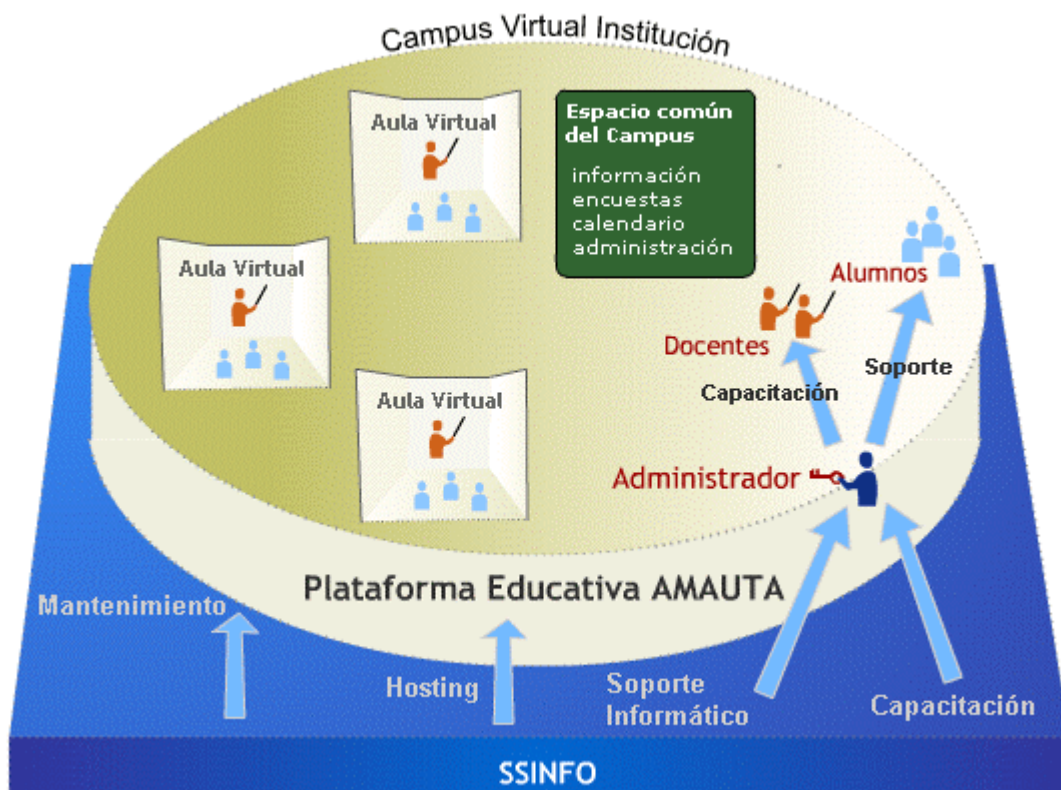 Campus Virtual Institución
Aula Virtual
Espacio común
del Campus
información
encuestas
calendario
administración
Aula Virtual
Alumnos
Docentes
Soporte
Capacitación
Aula Virtual
Administrador
Plataforma Educativa AMAUTA
Mantenimiento
Hosting
Soporte
Informático
Capacitación
SSINFO